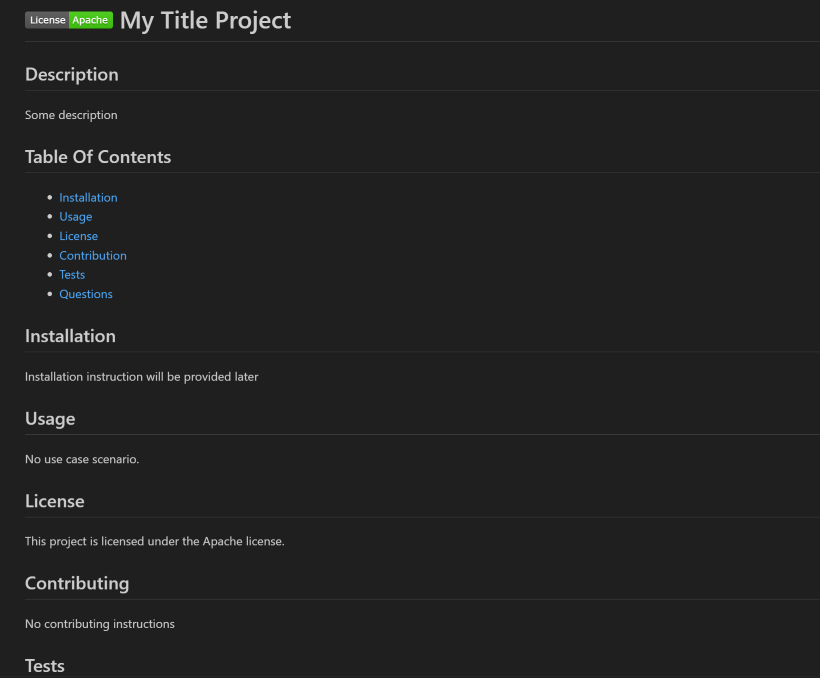 License Apache My Title Project
Description
Some description
Table Of Contents
Installation
Usage
License
Contribution
Tests
Questions
Installation
Installation instruction will be provided later
Usage
No use case scenario.
License
This project is licensed under the Apache license.
Contributing
No contributing instructions
Tests